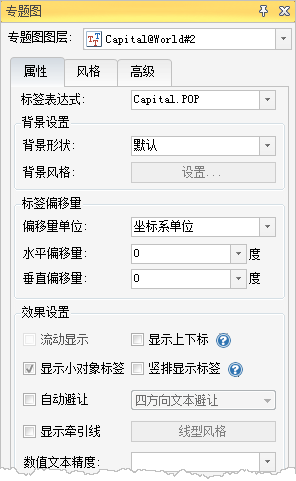 专题图
专题图图层: Capital@World#2
属性 风格 高级
标签表达式: Capital.POP
背景设置
背景形状: 默认
背景风格: 设置...
标签偏移量
偏移量单位: 坐标系单位
水平偏移量: 0 度
垂直偏移量: 0 度
效果设置
流动显示 显示上下标
显示小对象标签 竖排显示标签
自动避让 四方向文本避让
显示牵引线 线型风格
数值文本精度: